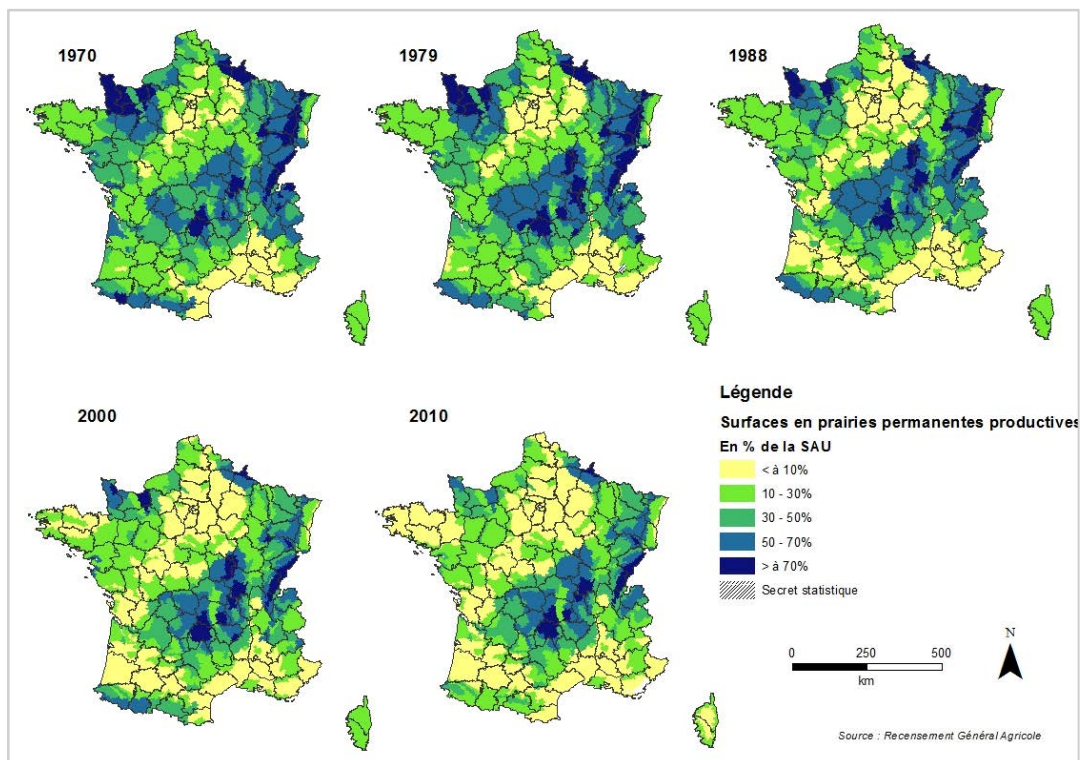 1970
1979
1988
2000
2010
Légende
Surfaces en prairies permanentes productives
En % de la SAU
< à 10%
10 - 30%
30 - 50%
50 - 70%
> à 70%
Secret statistique
N
0 250 500
km
Source : Recensement Général Agricole